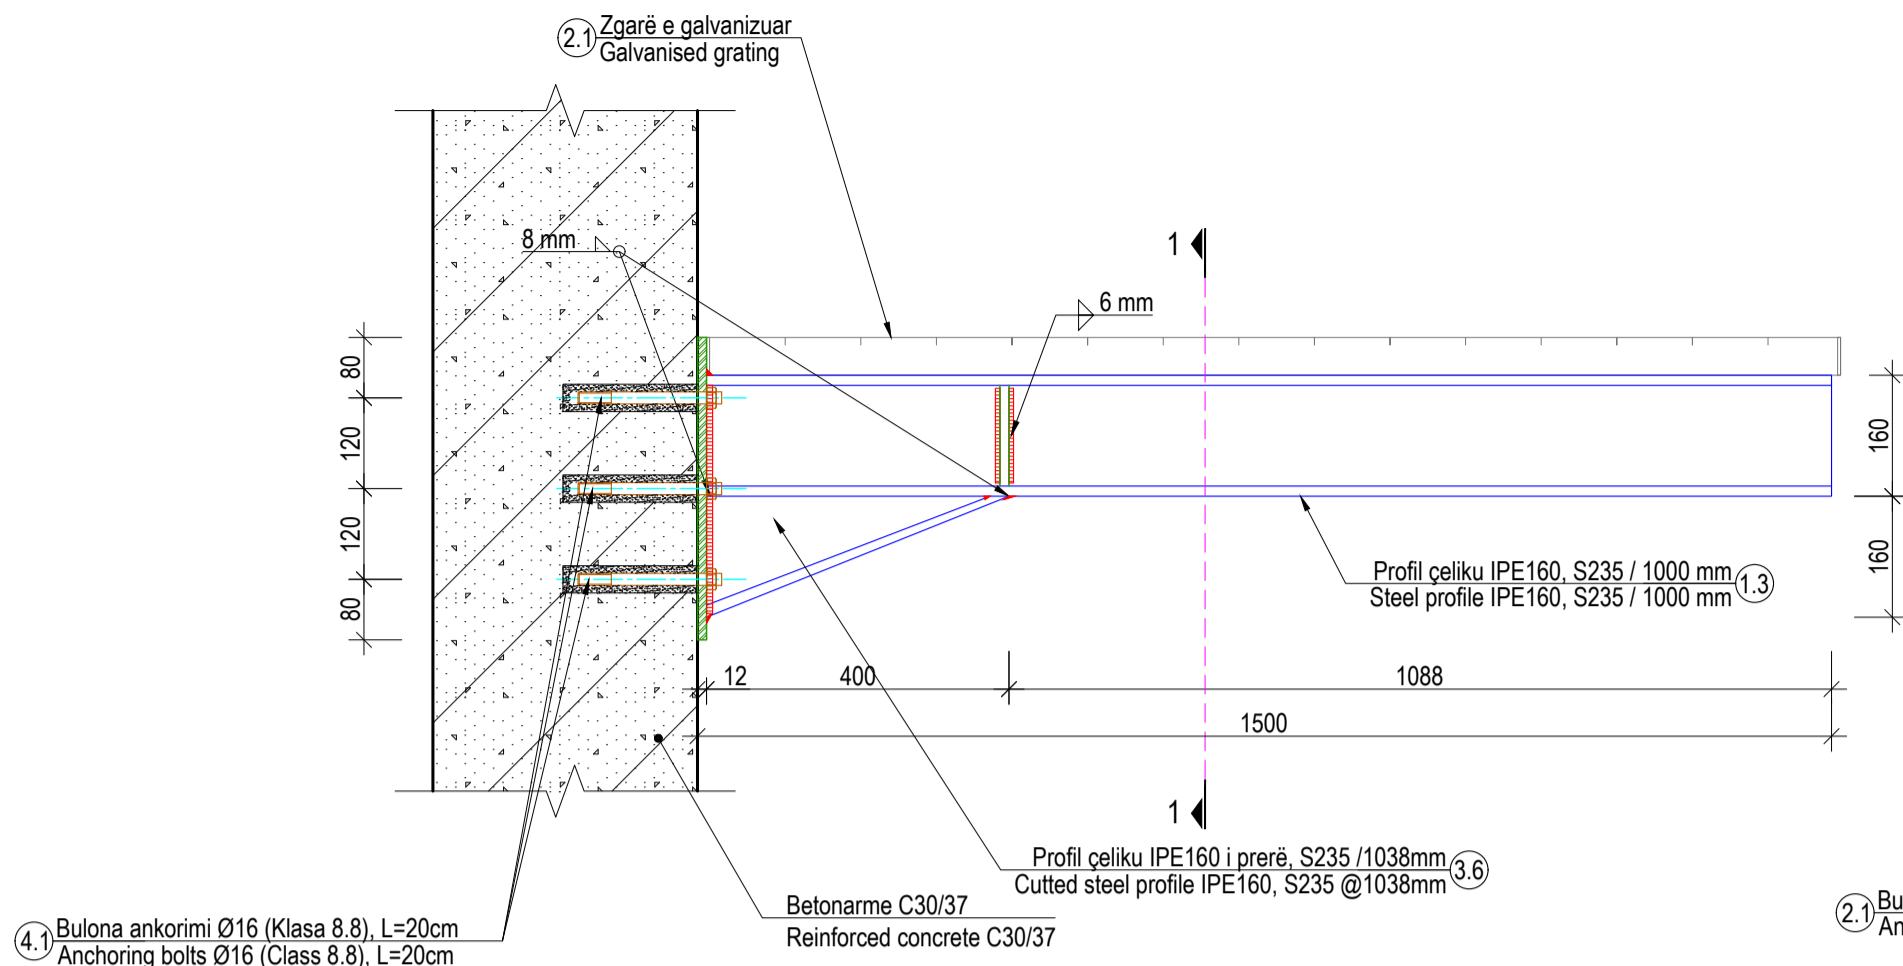 2.1
Zgarë e galvanizuar
Galvanised grating
8 mm
6 mm
1
80
120
120
80
160
160
Profil çeliku IPE160, S235 / 1000 mm
Steel profile IPE160, S235 / 1000 mm
1.3
12
400
1088
1500
1
Profil çeliku IPE160 i prerë, S235 /1038mm
Cutted steel profile IPE160, S235 @1038mm
3.6
Betonarme C30/37
Reinforced concrete C30/37
4.1
Bulona ankorimi Ø16 (Klasa 8.8), L=20cm
Anchoring bolts Ø16 (Class 8.8), L=20cm
2.1
Bu
An